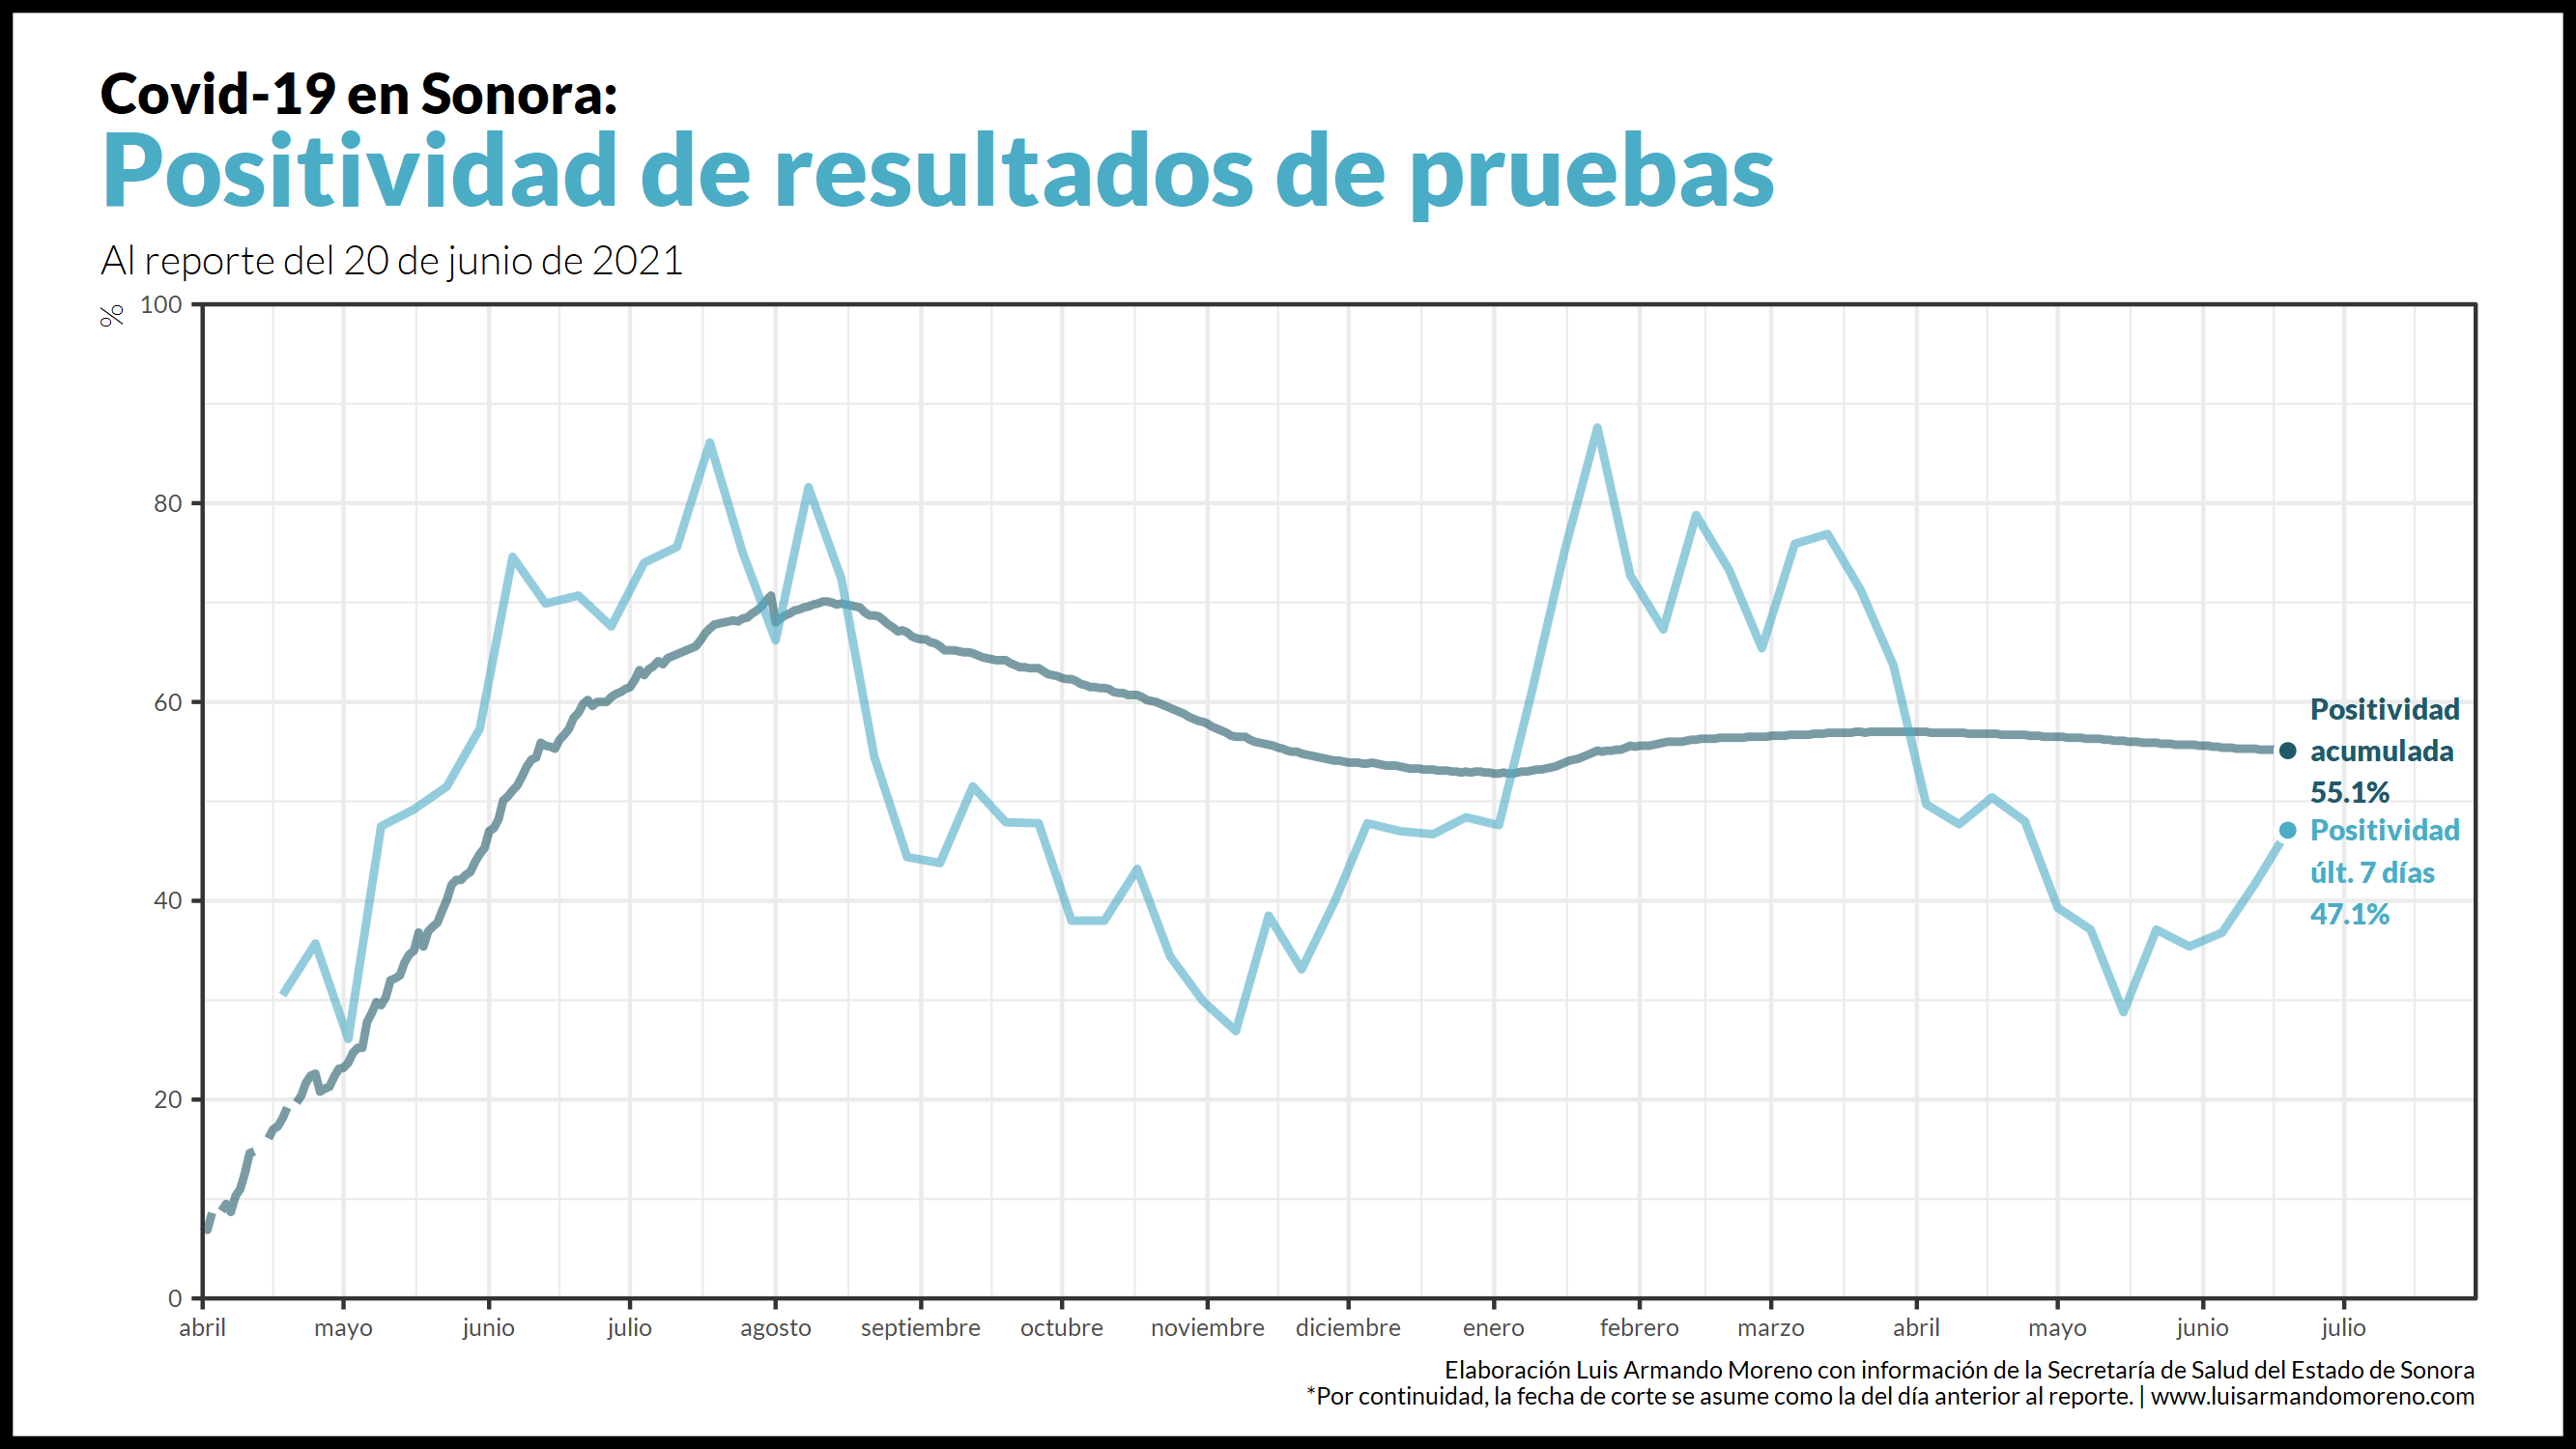 Covid-19 en Sonora:
Positividad de resultados de pruebas
Al reporte del 20 de junio de 2021
%
100
80
60
40
20
0
Positividad
acumulada
55.1%
Positividad
últ. 7 días
47.1%
abril mayo junio julio agosto septiembre octubre noviembre diciembre enero febrero marzo abril mayo junio julio
Elaboración Luis Armando Moreno con información de la Secretaría de Salud del Estado de Sonora
*Por continuidad, la fecha de corte se asume como la del día anterior al reporte. | www.luisarmandomoreno.com